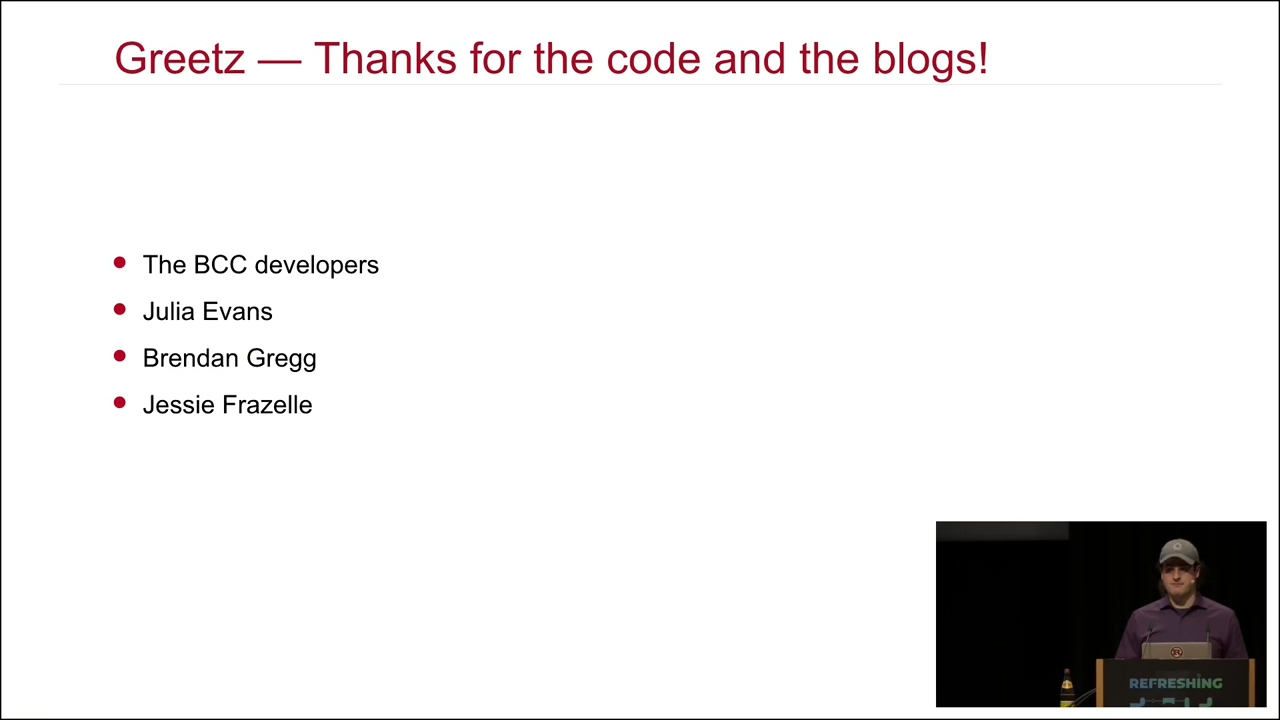 Greetz — Thanks for the code and the blogs!
The BCC developers
Julia Evans
Brendan Gregg
Jessie Frazelle
REFRESHING